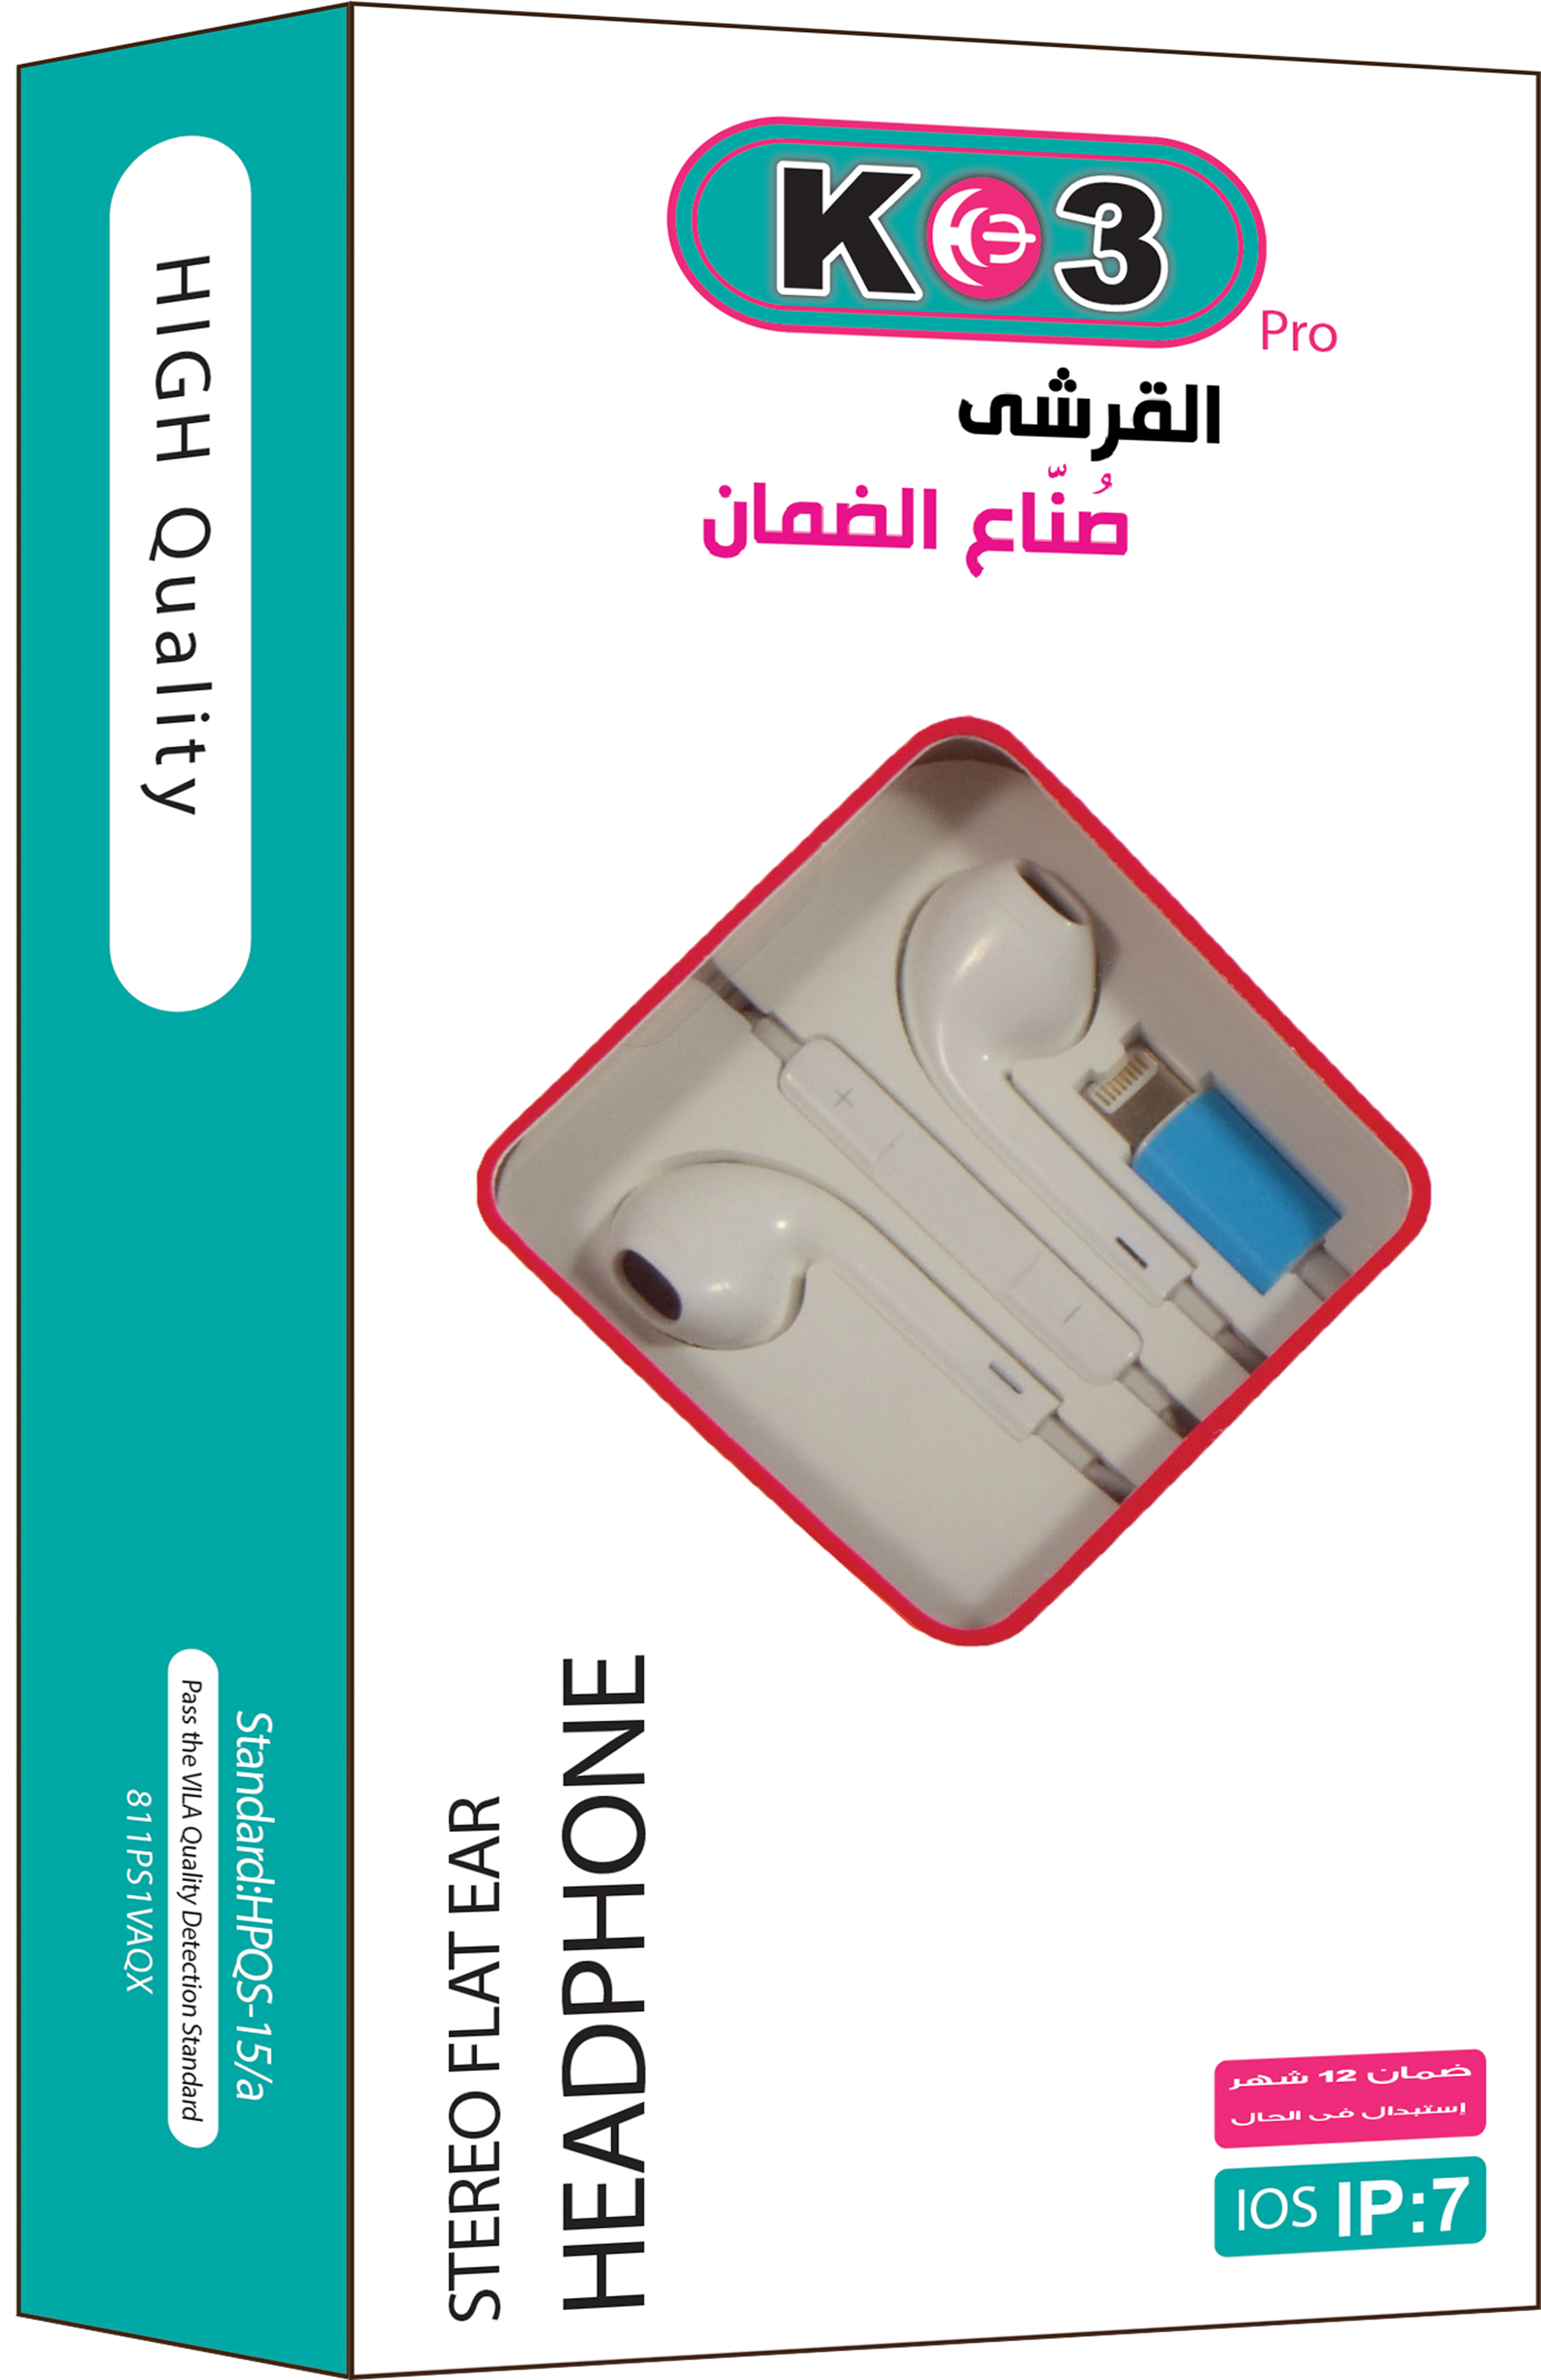 K 3
Pro
القرشى
صُنّاع الضمان
STEREO FLAT EAR
HEADPHONE
ضمان 12 شهر
إستبدال فى الحال
IOS IP:7
HIGH Quality
Standard:HPQS-15/a
Pass the VILA Quality Detection Standard
811PS1VAQX